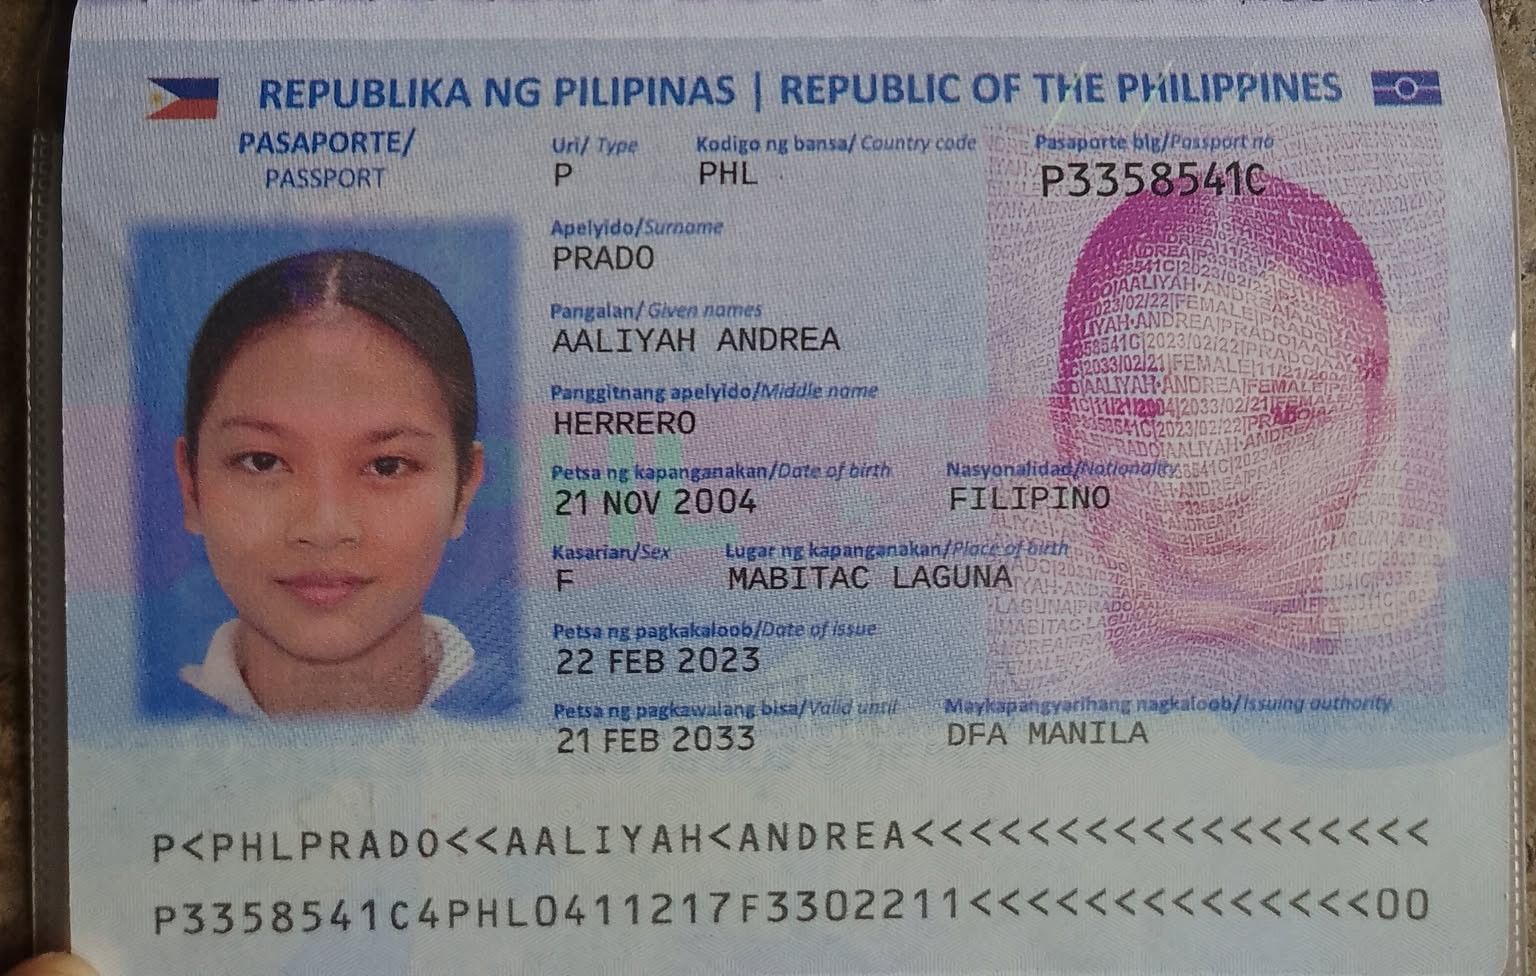 REPUBLIKA NG PILIPINAS | REPUBLIC OF THE PHILIPPINES
PASAPORTE/
PASSPORT
Uri/ Type
P
Kodigo ng bansa/ Country code
PHL
Pasaporte blg/Passport no
P3358541C
Apelyido/Surname
PRADO
Pangalan/ Given names
AALIYAH ANDREA
Panggitnang apelyido/Middle name
HERRERO
Petsa ng kapanganakan/Date of birth
21 NOV 2004
Nasyonalidad/Nationality
FILIPINO
Kasarian/Sex
F
Lugar ng kapanganakan/Place of birth
MABITAC LAGUNA
Petsa ng pagkakaloob/Date of issue
22 FEB 2023
Petsa ng pagkawalang bisa/Valid until
21 FEB 2033
Maykapangyarihang nagkaloob/Issuing authority
DFA MANILA
P<PHLPRADO<<AALIYAH<ANDREA<<<<<<<<<<<<<<<<<<
P3358541C4PHL0411217F3302211<<<<<<<<<<<<<<00